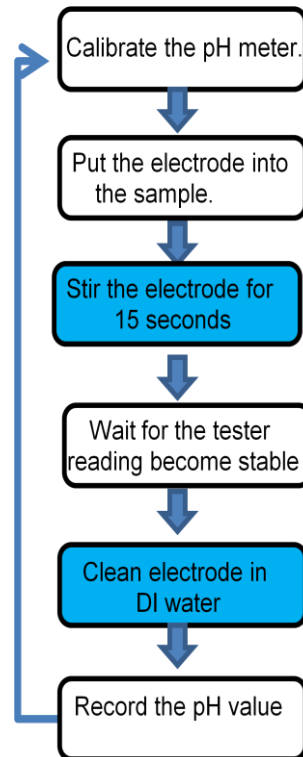 Calibrate the pH meter.
Put the electrode into
the sample.
Stir the electrode for
15 seconds
Wait for the tester
reading become stable
Clean electrode in
DI water
Record the pH value